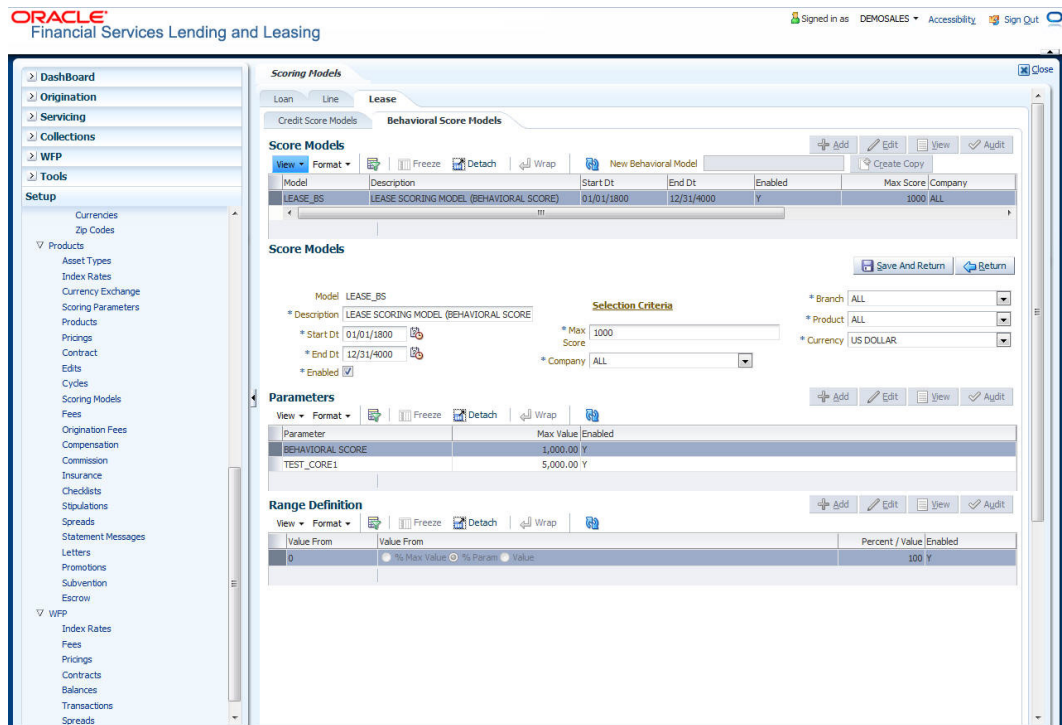 ORACLE
Financial Services Lending and Leasing
Signed in as DEMOSALES Accessibility Sign Out
DashBoard
Origination
Servicing
Collections
WFP
Tools
Setup
Currencies
Zip Codes
Products
Asset Types
Index Rates
Currency Exchange
Scoring Parameters
Products
Pricings
Contract
Edits
Cycles
Scoring Models
Fees
Origination Fees
Compensation
Commission
Insurance
Checklists
Stipulations
Spreads
Statement Messages
Letters
Promotions
Subvention
Escrow
WFP
Index Rates
Fees
Pricings
Contracts
Balances
Transactions
Spreads
Scoring Models
Close
Loan Line Lease
Credit Score Models Behavioral Score Models
Score Models
Add Edit View Audit
View Format Freeze Detach Wrap New Behavioral Model Create Copy
Model Description Start Dt End Dt Enabled Max Score Company
LEASE_BS LEASE SCORING MODEL (BEHAVIORAL SCORE) 01/01/1800 12/31/4000 Y 1000 ALL
Score Models
Save And Return Return
Model LEASE_BS
* Description LEASE SCORING MODEL (BEHAVIORAL SCORE
* Start Dt 01/01/1800
* End Dt 12/31/4000
* Enabled
Selection Criteria
* Max Score 1000
* Company ALL
* Branch ALL
* Product ALL
* Currency US DOLLAR
Parameters
Add Edit View Audit
View Format Freeze Detach Wrap
Parameter Max Value Enabled
BEHAVIORAL SCORE 1,000.00 Y
TEST_CORE1 5,000.00 Y
Range Definition
Add Edit View Audit
View Format Freeze Detach Wrap
Value From Value From Percent / Value Enabled
0 % Max Value % Param Value 100 Y